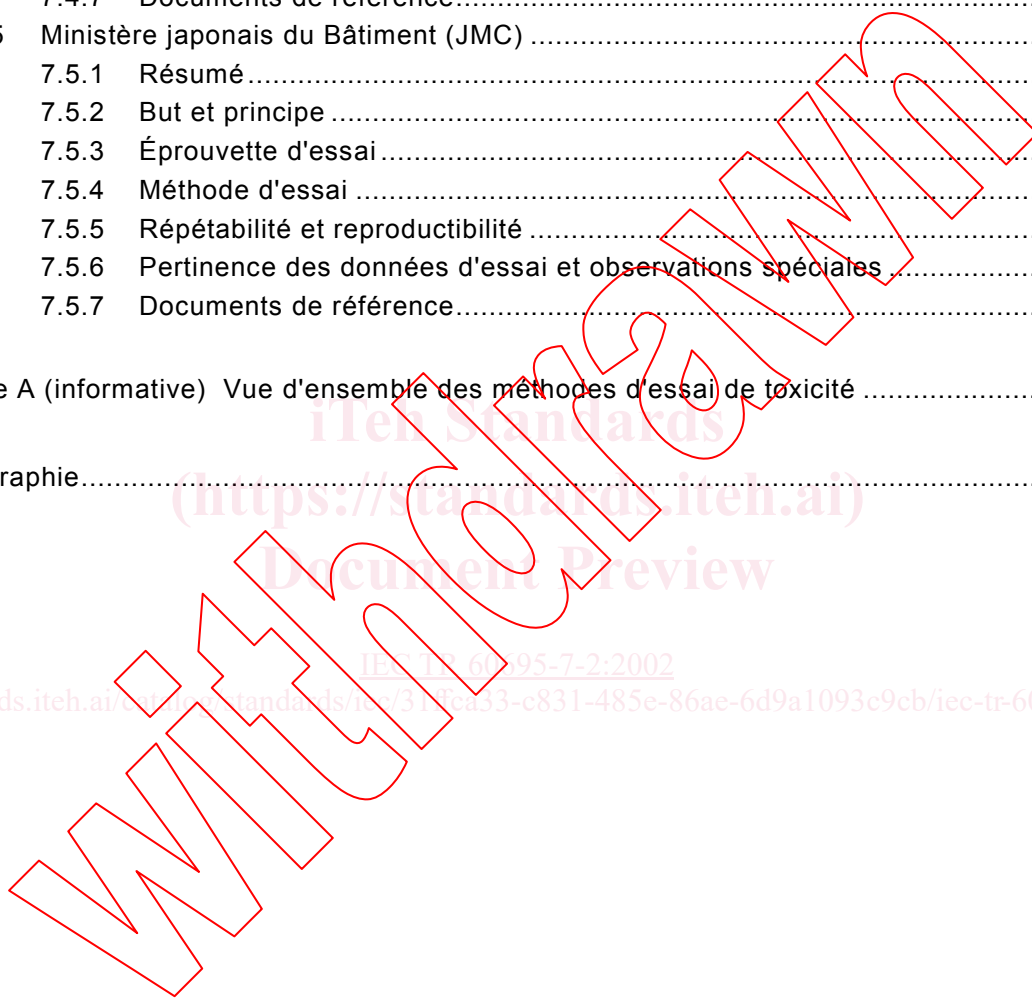 7.4.7 Documents de référence
5 Ministère japonais du Bâtiment (JMC)
7.5.1 Résumé
7.5.2 But et principe
7.5.3 Éprouvette d'essai
7.5.4 Méthode d'essai
7.5.5 Répétabilité et reproductibilité
7.5.6 Pertinence des données d'essai et observations spéciales
7.5.7 Documents de référence
e A (informative) Vue d'ensemble des méthodes d'essai de toxicité
iTeh Standards
raphie
(https://standards.iteh.ai)
Document Preview
IEC TR 60695-7-2:2002
ds.iteh.ai/catalog/standards/iec/31ffca33-c831-485e-86ae-6d9a1093c9cb/iec-tr-60
withdrawn